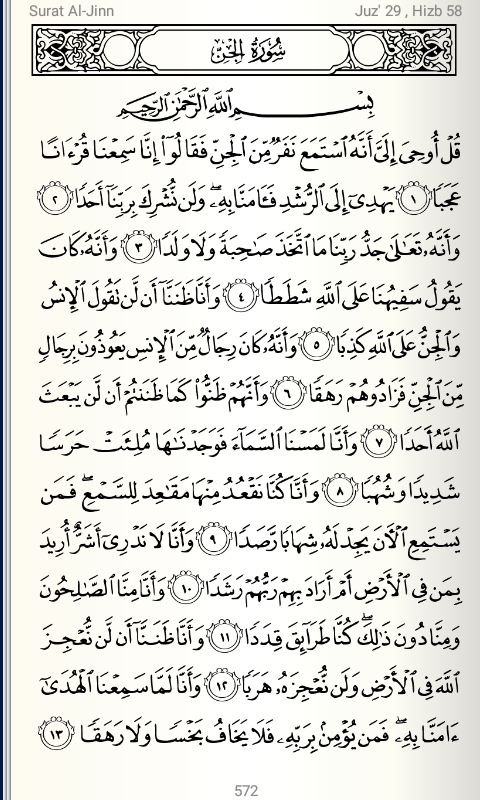 Surat Al-Jinn Juz' 29 , Hizb 58
سُورَةُ الجِنِّ
بِسْمِ ٱللَّهِ ٱلرَّحْمَٰنِ ٱلرَّحِيمِ
قُلْ أُوحِيَ إِلَيَّ أَنَّهُ ٱسْتَمَعَ نَفَرٌ مِّنَ ٱلْجِنِّ فَقَالُوٓا۟ إِنَّا سَمِعْنَا قُرْءَانًا
عَجَبًا ١ يَهْدِىٓ إِلَى ٱلرُّشْدِ فَـَٔامَنَّا بِهِۦ ۖ وَلَن نُّشْرِكَ بِرَبِّنَآ أَحَدًا ٢
وَأَنَّهُۥ تَعَٰلَىٰ جَدُّ رَبِّنَا مَا ٱتَّخَذَ صَٰحِبَةً وَلَا وَلَدًا ٣ وَأَنَّهُۥ كَانَ
يَقُولُ سَفِيهُنَا عَلَى ٱللَّهِ شَطَطًا ٤ وَأَنَّا ظَنَنَّآ أَن لَّن تَقُولَ ٱلْإِنسُ
وَٱلْجِنُّ عَلَى ٱللَّهِ كَذِبًا ٥ وَأَنَّهُۥ كَانَ رِجَالٌ مِّنَ ٱلْإِنسِ يَعُوذُونَ بِرِجَالٍ
مِّنَ ٱلْجِنِّ فَزَادُوهُمْ رَهَقًا ٦ وَأَنَّهُمْ ظَنُّوا۟ كَمَا ظَنَنتُمْ أَن لَّن يَبْعَثَ
ٱللَّهُ أَحَدًا ٧ وَأَنَّا لَمَسْنَا ٱلسَّمَآءَ فَوَجَدْنَٰهَا مُلِئَتْ حَرَسًا
شَدِيدًا وَشُهُبًا ٨ وَأَنَّا كُنَّا نَقْعُدُ مِنْهَا مَقَٰعِدَ لِلسَّمْعِ ۖ فَمَن
يَسْتَمِعِ ٱلْـَٔانَ يَجِدْ لَهُۥ شِهَابًا رَّصَدًا ٩ وَأَنَّا لَا نَدْرِىٓ أَشَرٌّ أُرِيدَ
بِمَن فِى ٱلْأَرْضِ أَمْ أَرَادَ بِهِمْ رَبُّهُمْ رَشَدًا ١٠ وَأَنَّا مِنَّا ٱلصَّٰلِحُونَ
وَمِنَّا دُونَ ذَٰلِكَ ۖ كُنَّا طَرَآئِقَ قِدَدًا ١١ وَأَنَّا ظَنَنَّآ أَن لَّن نُّعْجِزَ
ٱللَّهَ فِى ٱلْأَرْضِ وَلَن نُّعْجِزَهُۥ هَرَبًا ١٢ وَأَنَّا لَمَّا سَمِعْنَا ٱلْهُدَىٰٓ
ءَامَنَّا بِهِۦ ۖ فَمَن يُؤْمِنۢ بِرَبِّهِۦ فَلَا يَخَافُ بَخْسًا وَلَا رَهَقًا ١٣
572